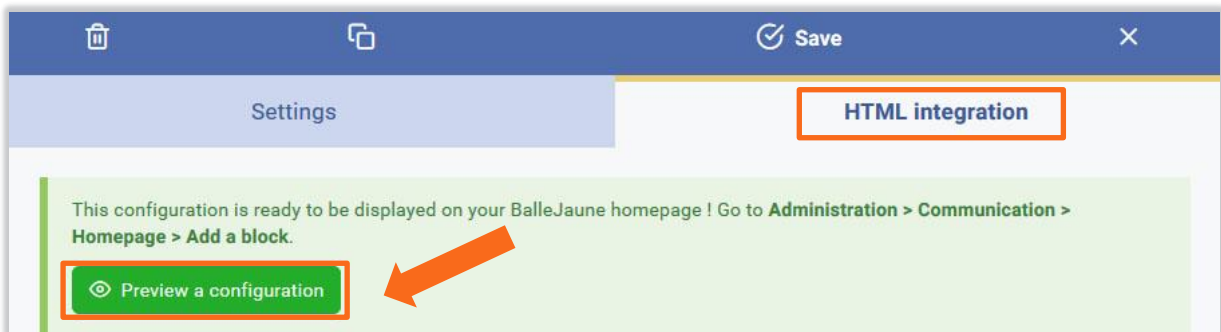 Save
Settings
HTML integration
This configuration is ready to be displayed on your BalleJaune homepage ! Go to Administration > Communication >
Homepage > Add a block.
Preview a configuration